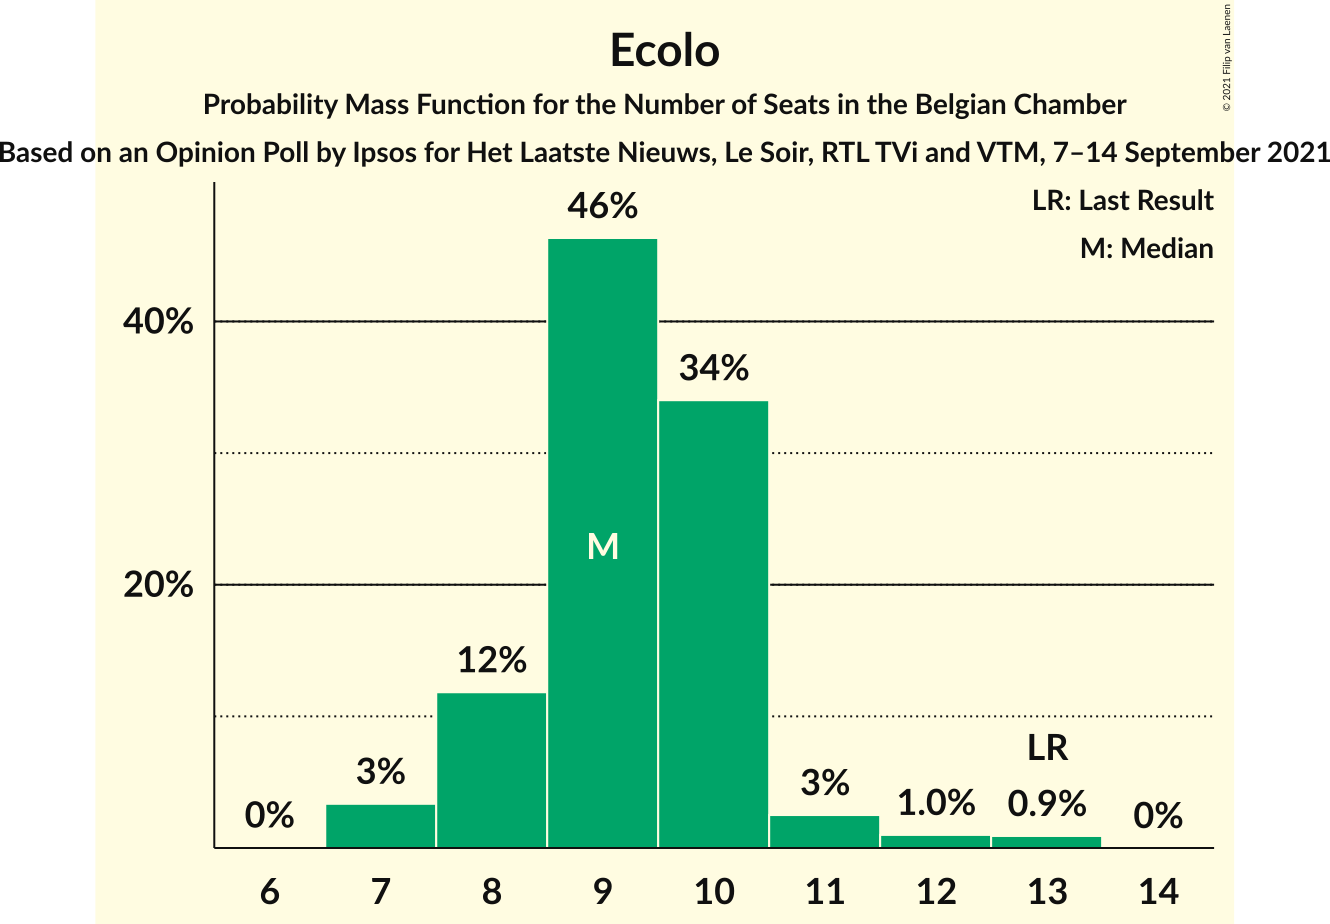 Ecolo
Probability Mass Function for the Number of Seats in the Belgian Chamber
Based on an Opinion Poll by Ipsos for Het Laatste Nieuws, Le Soir, RTL TVi and VTM, 7–14 September 2021
© 2021 Filip van Laenen
LR: Last Result
M: Median
46%
40%
34%
M
20%
12%
LR
3%
3%
1.0%
0.9%
0%
0%
6 7 8 9 10 11 12 13 14